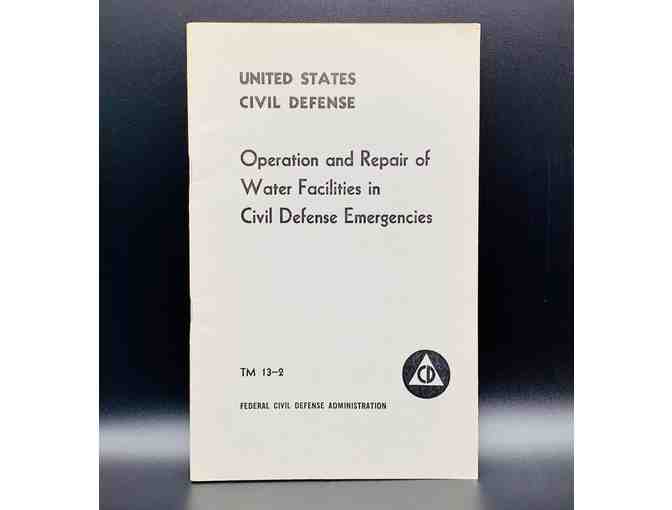 UNITED STATES
CIVIL DEFENSE
Operation and Repair of
Water Facilities in
Civil Defense Emergencies
TM 13-2
CD
FEDERAL CIVIL DEFENSE ADMINISTRATION